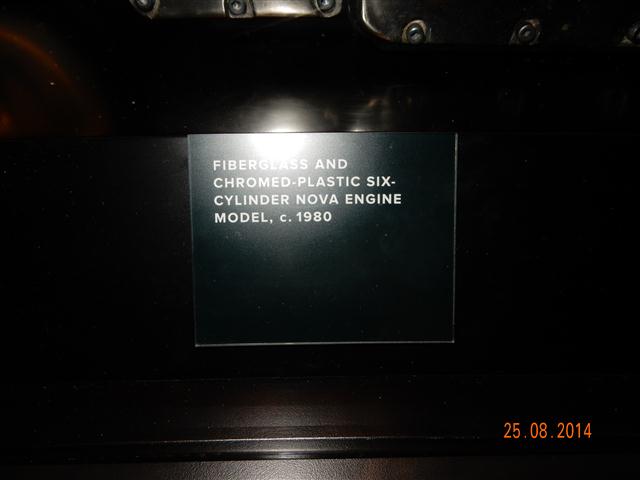 FIBERGLASS AND
CHROMED-PLASTIC SIX-
CYLINDER NOVA ENGINE
MODEL, c. 1980
25.08.2014